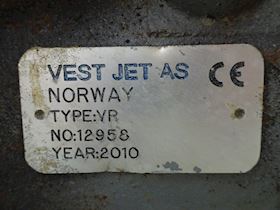 VEST JET AS CE
NORWAY
TYPE:VR
NO:12958
YEAR:2010